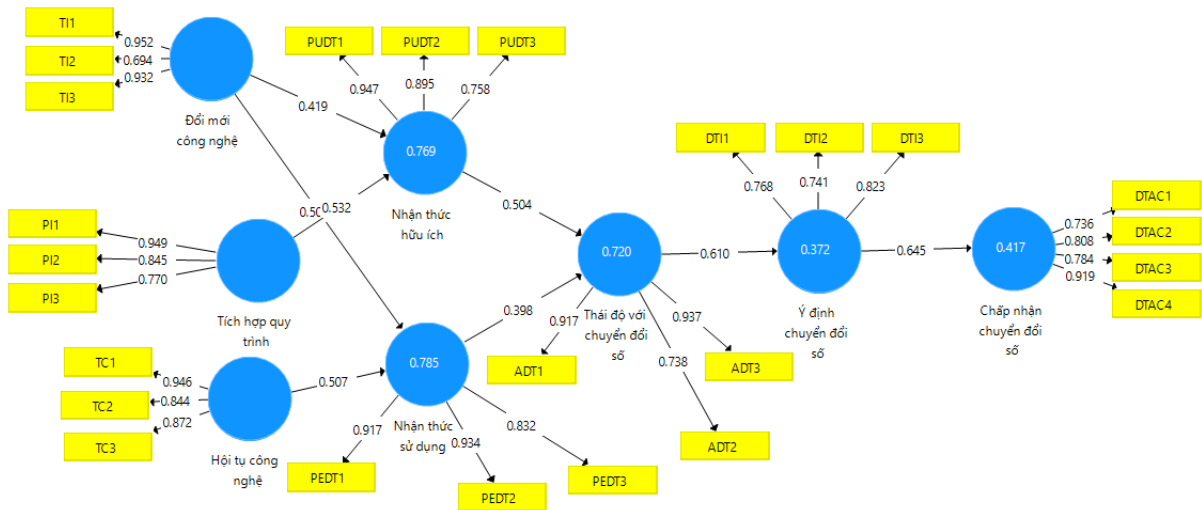 TI1
TI2
TI3
0.952
0.694
0.932
Đổi mới
công nghệ
PUDT1
PUDT2
PUDT3
0.947
0.895
0.758
0.419
0.769
Nhận thức
hữu ích
0.532
PI1
PI2
PI3
0.949
0.845
0.770
Tích hợp quy
trình
TC1
TC2
TC3
0.946
0.844
0.872
Hội tụ công
nghệ
0.507
0.785
Nhận thức
sử dụng
0.917
0.934
0.832
PEDT1
PEDT2
PEDT3
0.504
0.398
0.720
Thái độ với
chuyển đổi
số
0.917
0.738
0.937
ADT1
ADT2
ADT3
0.610
DTI1
DTI2
DTI3
0.768
0.741
0.823
0.372
Ý định
chuyển đổi
số
0.645
0.417
Chấp nhận
chuyển đổi
số
0.736
0.808
0.784
0.919
DTAC1
DTAC2
DTAC3
DTAC4